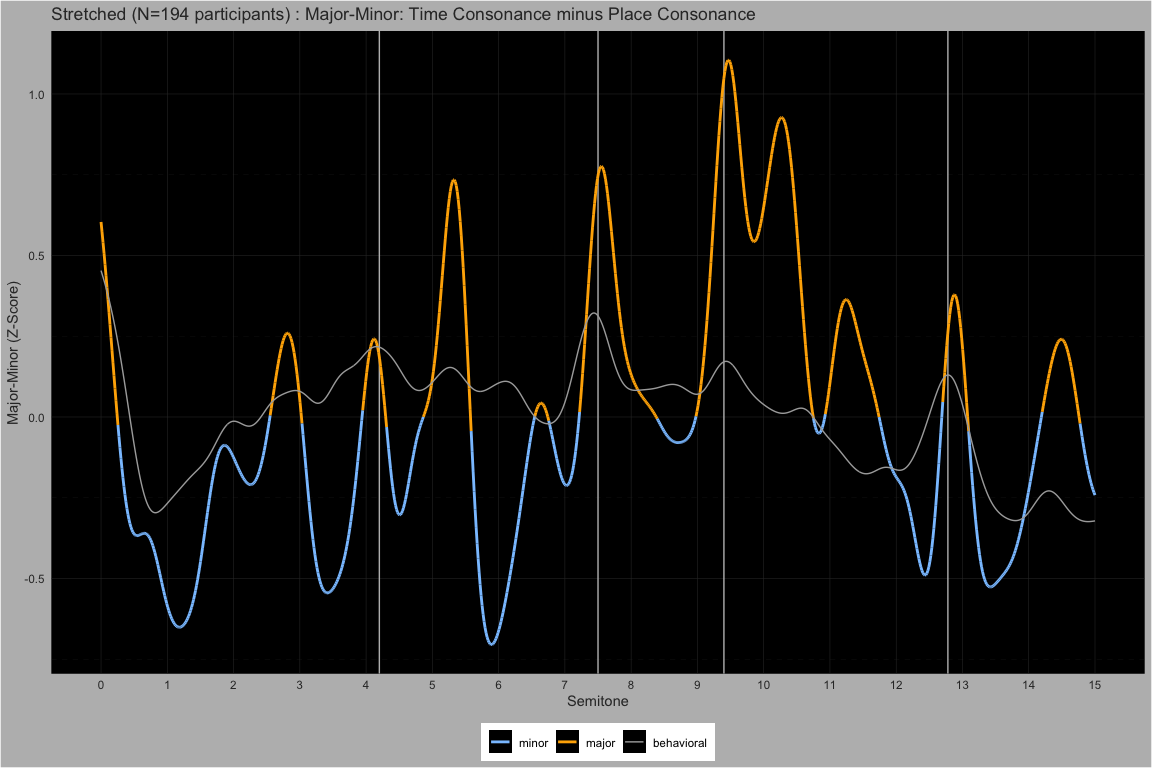 Stretched (N=194 participants) : Major-Minor: Time Consonance minus Place Consonance
Major-Minor (Z-Score)
1.0
0.5
0.0
-0.5
0 1 2 3 4 5 6 7 8 9 10 11 12 13 14 15
Semitone
minor major behavioral